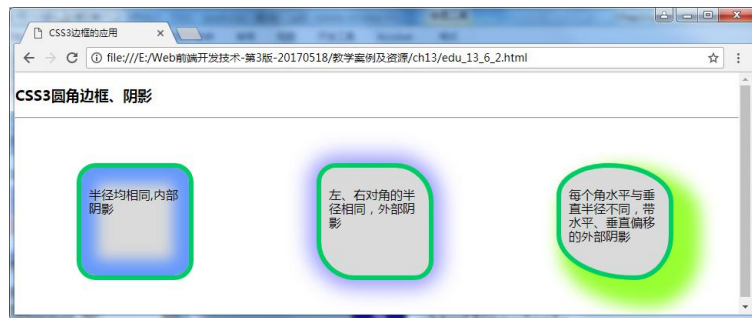 CSS3边框的应用
file:///E:/Web前端开发技术-第3版-20170518/教学案例及资源/ch13/edu_13_6_2.html
CSS3圆角边框、阴影
半径均相同,内部
阴影
左、右对角的半
径相同，外部阴
影
每个角水平与垂
直半径不同，带
水平、垂直偏移
的外部阴影